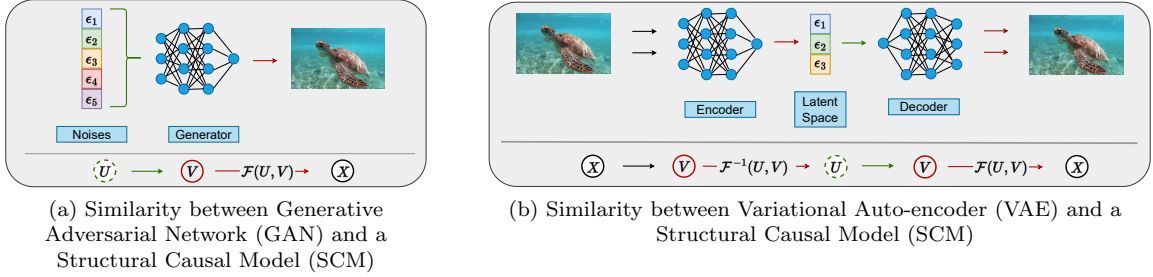 ϵ1
ϵ2
ϵ3
ϵ4
ϵ5
Noises
Generator
U V F(U, V) X
(a) Similarity between Generative
Adversarial Network (GAN) and a
Structural Causal Model (SCM)
ϵ1
ϵ2
ϵ3
Encoder
Latent
Space
Decoder
X V F⁻¹(U, V) U V F(U, V) X
(b) Similarity between Variational Auto-encoder (VAE) and a
Structural Causal Model (SCM)